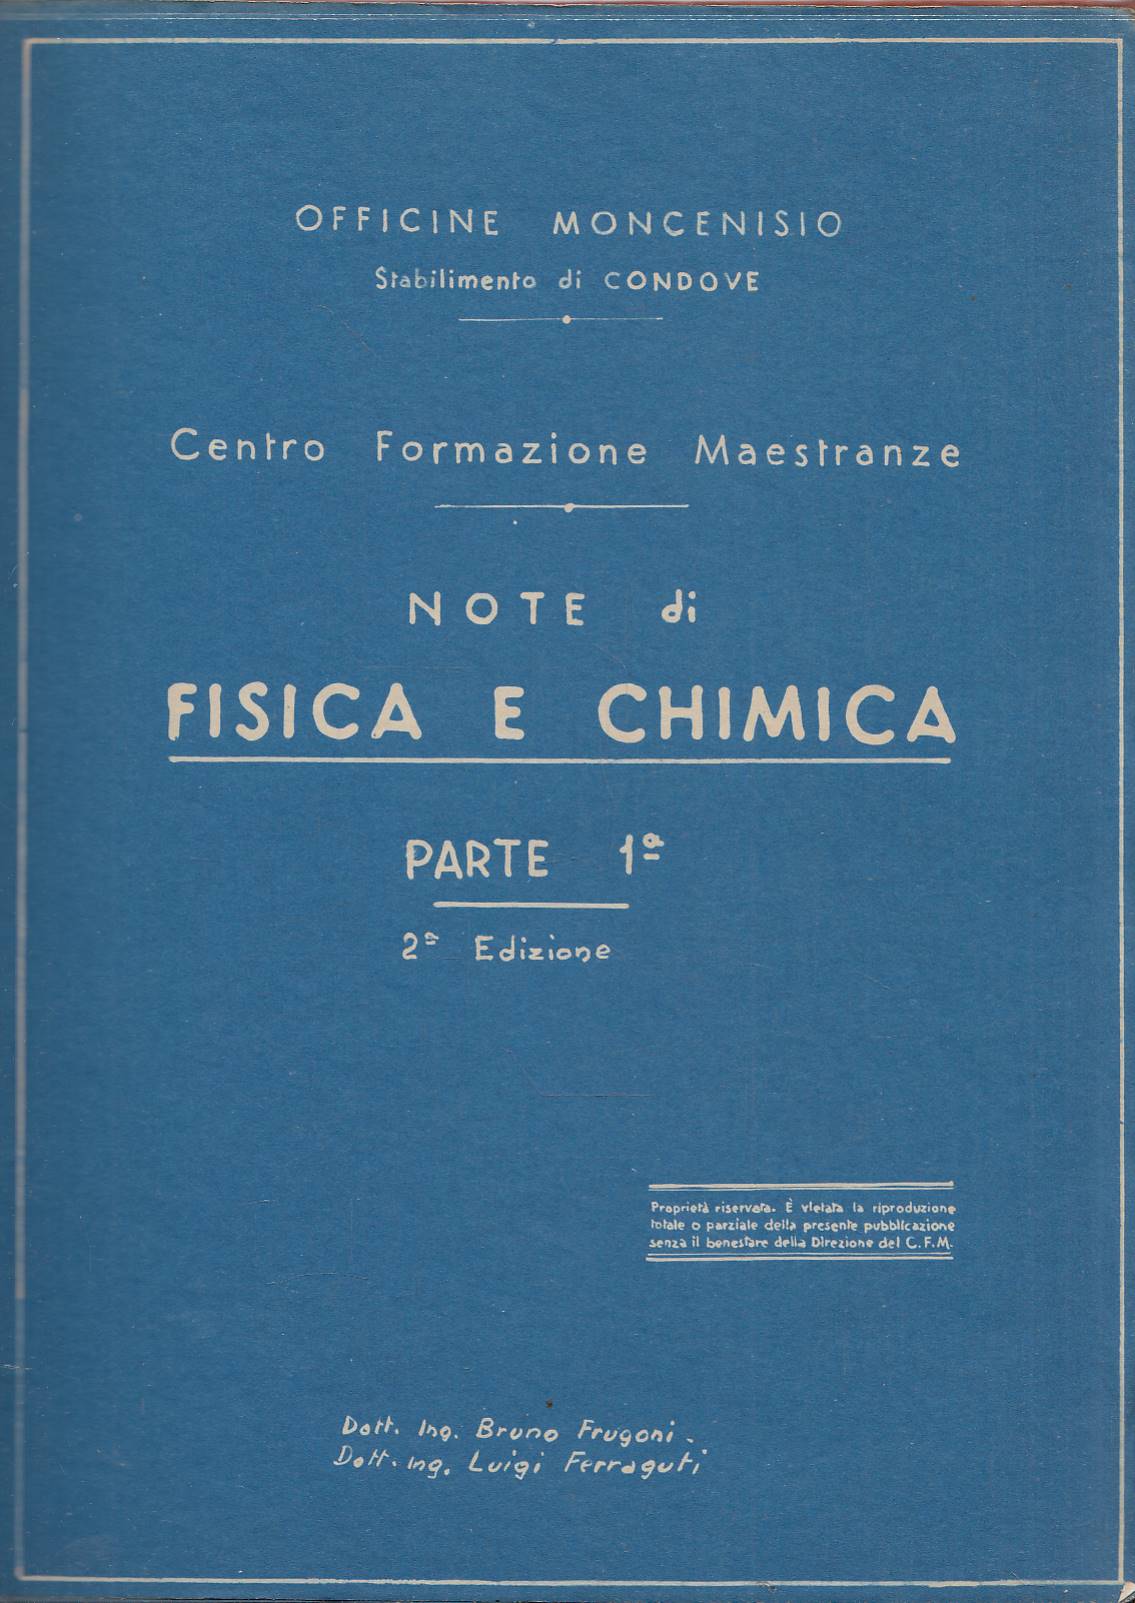 OFFICINE MONCENISIO
Stabilimento di CONDOVE
Centro Formazione Maestranze
NOTE di
FISICA E CHIMICA
PARTE 1ª
2ª Edizione
Proprietà riservata. È vietata la riproduzione
totale o parziale della presente pubblicazione
senza il benestare della Direzione del C.F.M.
Dott. Ing. Bruno Frugoni.
Dott. Ing. Luigi Ferraguti